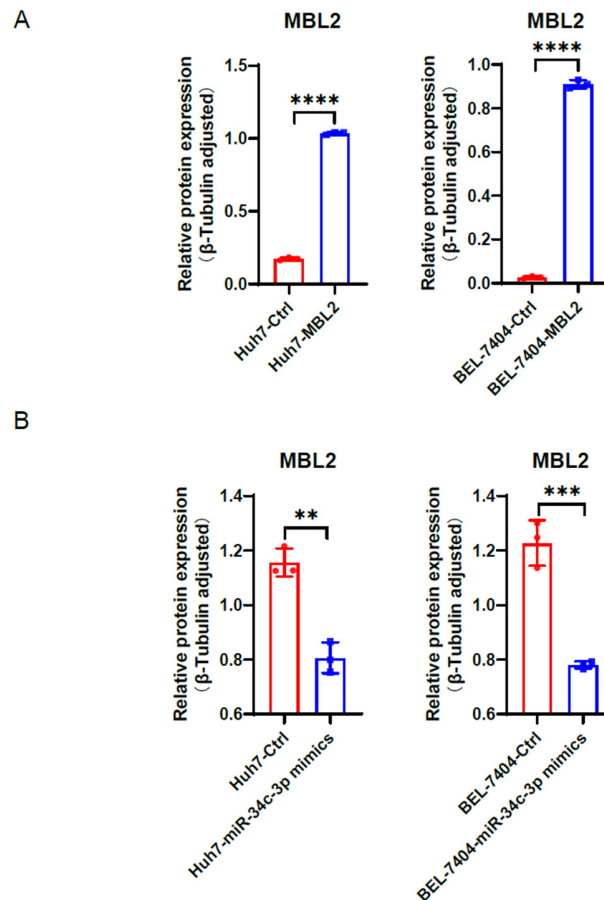 A
MBL2
Relative protein expression
(β-Tubulin adjusted)
1.5
1.0
0.5
0.0
****
Huh7-Ctrl
Huh7-MBL2
MBL2
Relative protein expression
(β-Tubulin adjusted)
1.0
0.8
0.6
0.4
0.2
0.0
****
BEL-7404-Ctrl
BEL-7404-MBL2
B
MBL2
Relative protein expression
(β-Tubulin adjusted)
1.4
1.2
1.0
0.8
0.6
**
Huh7-Ctrl
Huh7-miR-34c-3p mimics
MBL2
Relative protein expression
(β-Tubulin adjusted)
1.4
1.2
1.0
0.8
0.6
***
BEL-7404-Ctrl
BEL-7404-miR-34c-3p mimics